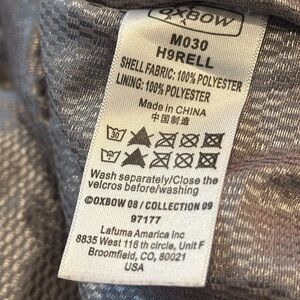 OXBOW
M030
H9RELL
SHELL FABRIC: 100% POLYESTER
LINING: 100% POLYESTER
Made in CHINA
中国制造
30
Wash separately/Close the
velcros before/washing
©OXBOW 08 / COLLECTION 09
97177
Lafuma America Inc
8835 West 116 th circle, Unit F
Broomfield, CO, 80021
USA